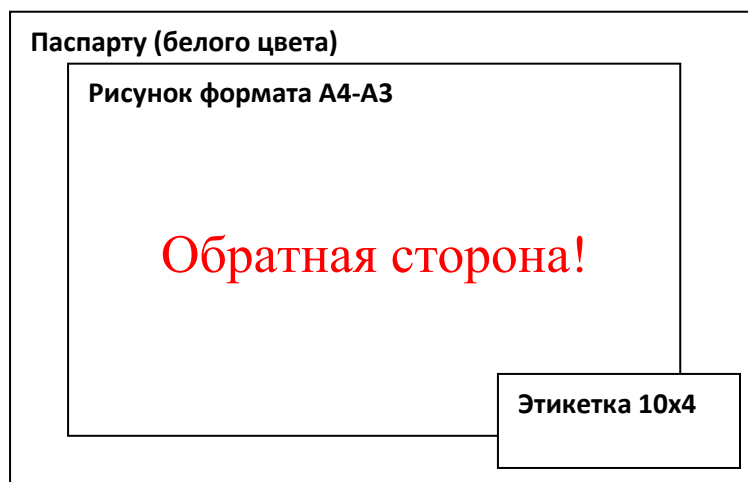 Паспарту (белого цвета)
Рисунок формата А4-А3
Обратная сторона!
Этикетка 10х4